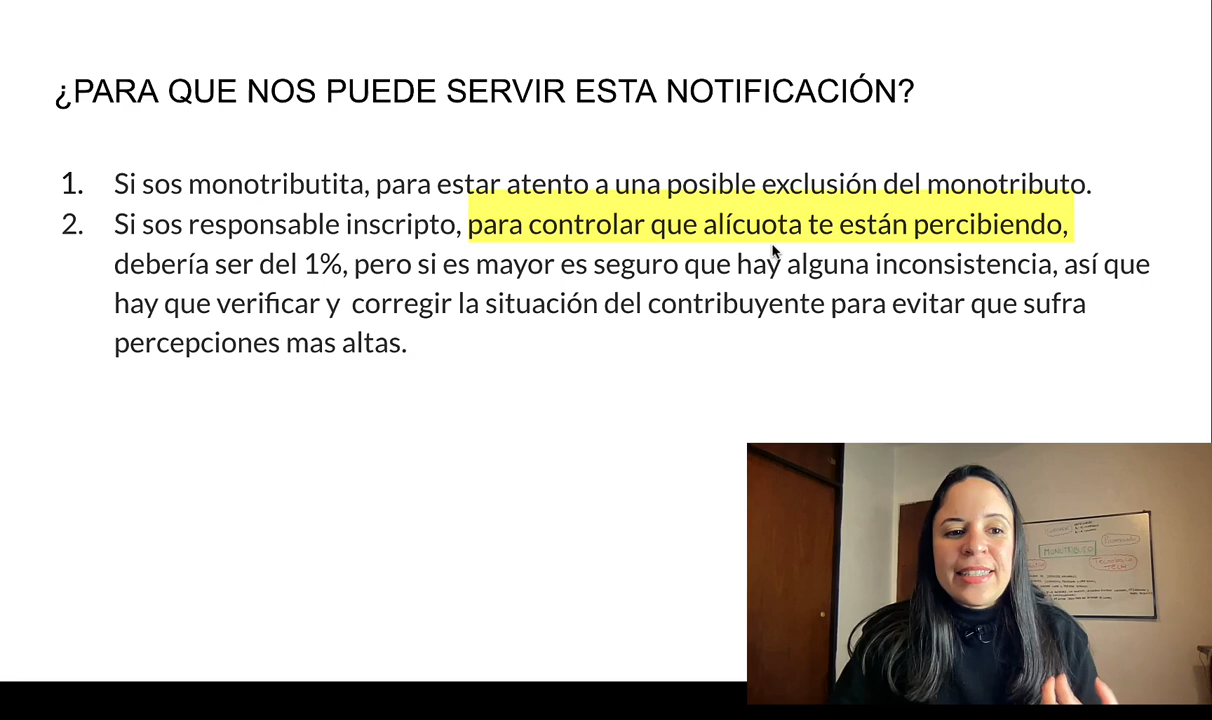 ¿PARA QUE NOS PUEDE SERVIR ESTA NOTIFICACIÓN?
1. Si sos monotributita, para estar atento a una posible exclusión del monotributo.
2. Si sos responsable inscripto, para controlar que alícuota te están percibiendo,
debería ser del 1%, pero si es mayor es seguro que hay alguna inconsistencia, así que
hay que verificar y corregir la situación del contribuyente para evitar que sufra
percepciones mas altas.
MONOTRIBUTO